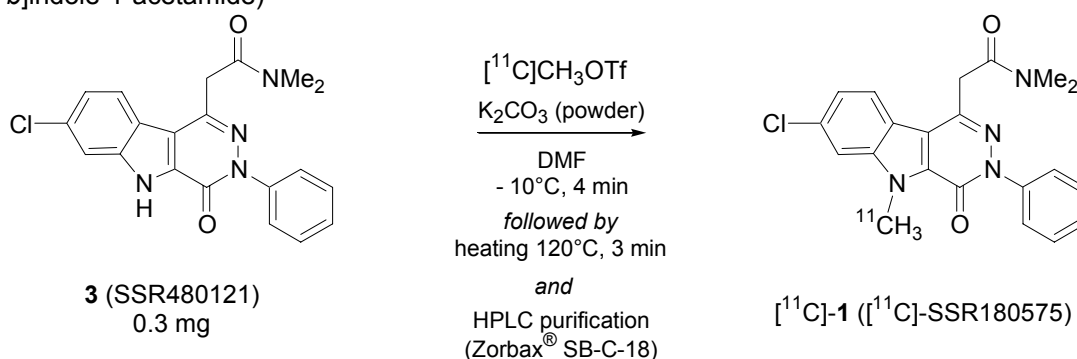 b]indole-1-acetamide)
O
NMe2
Cl
N
N
N
H
O
3 (SSR480121)
0.3 mg
[11C]CH3OTf
K2CO3 (powder)
DMF
- 10°C, 4 min
followed by
heating 120°C, 3 min
and
HPLC purification
(Zorbax® SB-C-18)
O
NMe2
Cl
N
N
N
11CH3
O
[11C]-1 ([11C]-SSR180575)